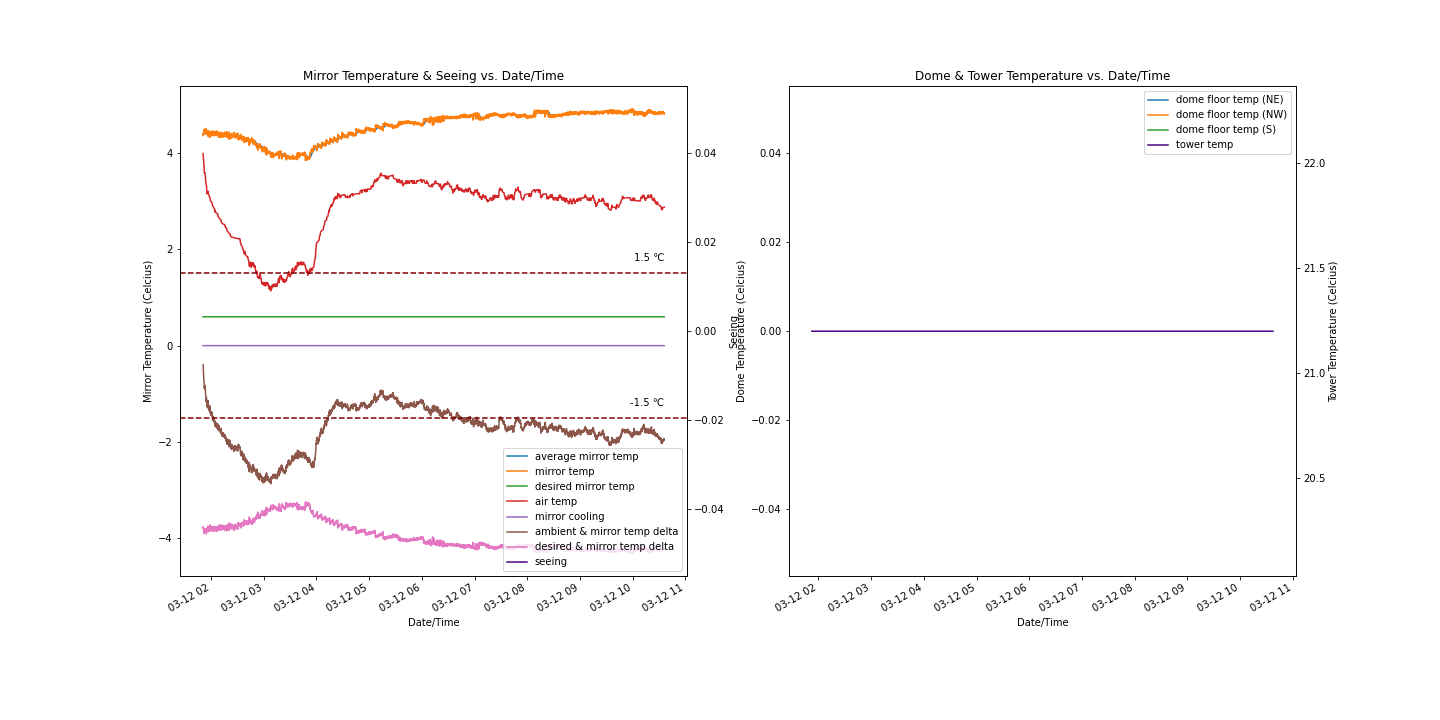 Mirror Temperature & Seeing vs. Date/Time
4
2
0
−2
−4
Mirror Temperature (Celcius)
1.5 ℃
-1.5 ℃
0.04
0.02
0.00
−0.02
−0.04
Seeing
average mirror temp
mirror temp
desired mirror temp
air temp
mirror cooling
ambient & mirror temp delta
desired & mirror temp delta
seeing
03-12 02
03-12 03
03-12 04
03-12 05
03-12 06
03-12 07
03-12 08
03-12 09
03-12 10
03-12 11
Date/Time
Dome & Tower Temperature vs. Date/Time
0.04
0.02
0.00
−0.02
−0.04
Dome Temperature (Celcius)
dome floor temp (NE)
dome floor temp (NW)
dome floor temp (S)
tower temp
22.0
21.5
21.0
20.5
Tower Temperature (Celcius)
03-12 02
03-12 03
03-12 04
03-12 05
03-12 06
03-12 07
03-12 08
03-12 09
03-12 10
03-12 11
Date/Time